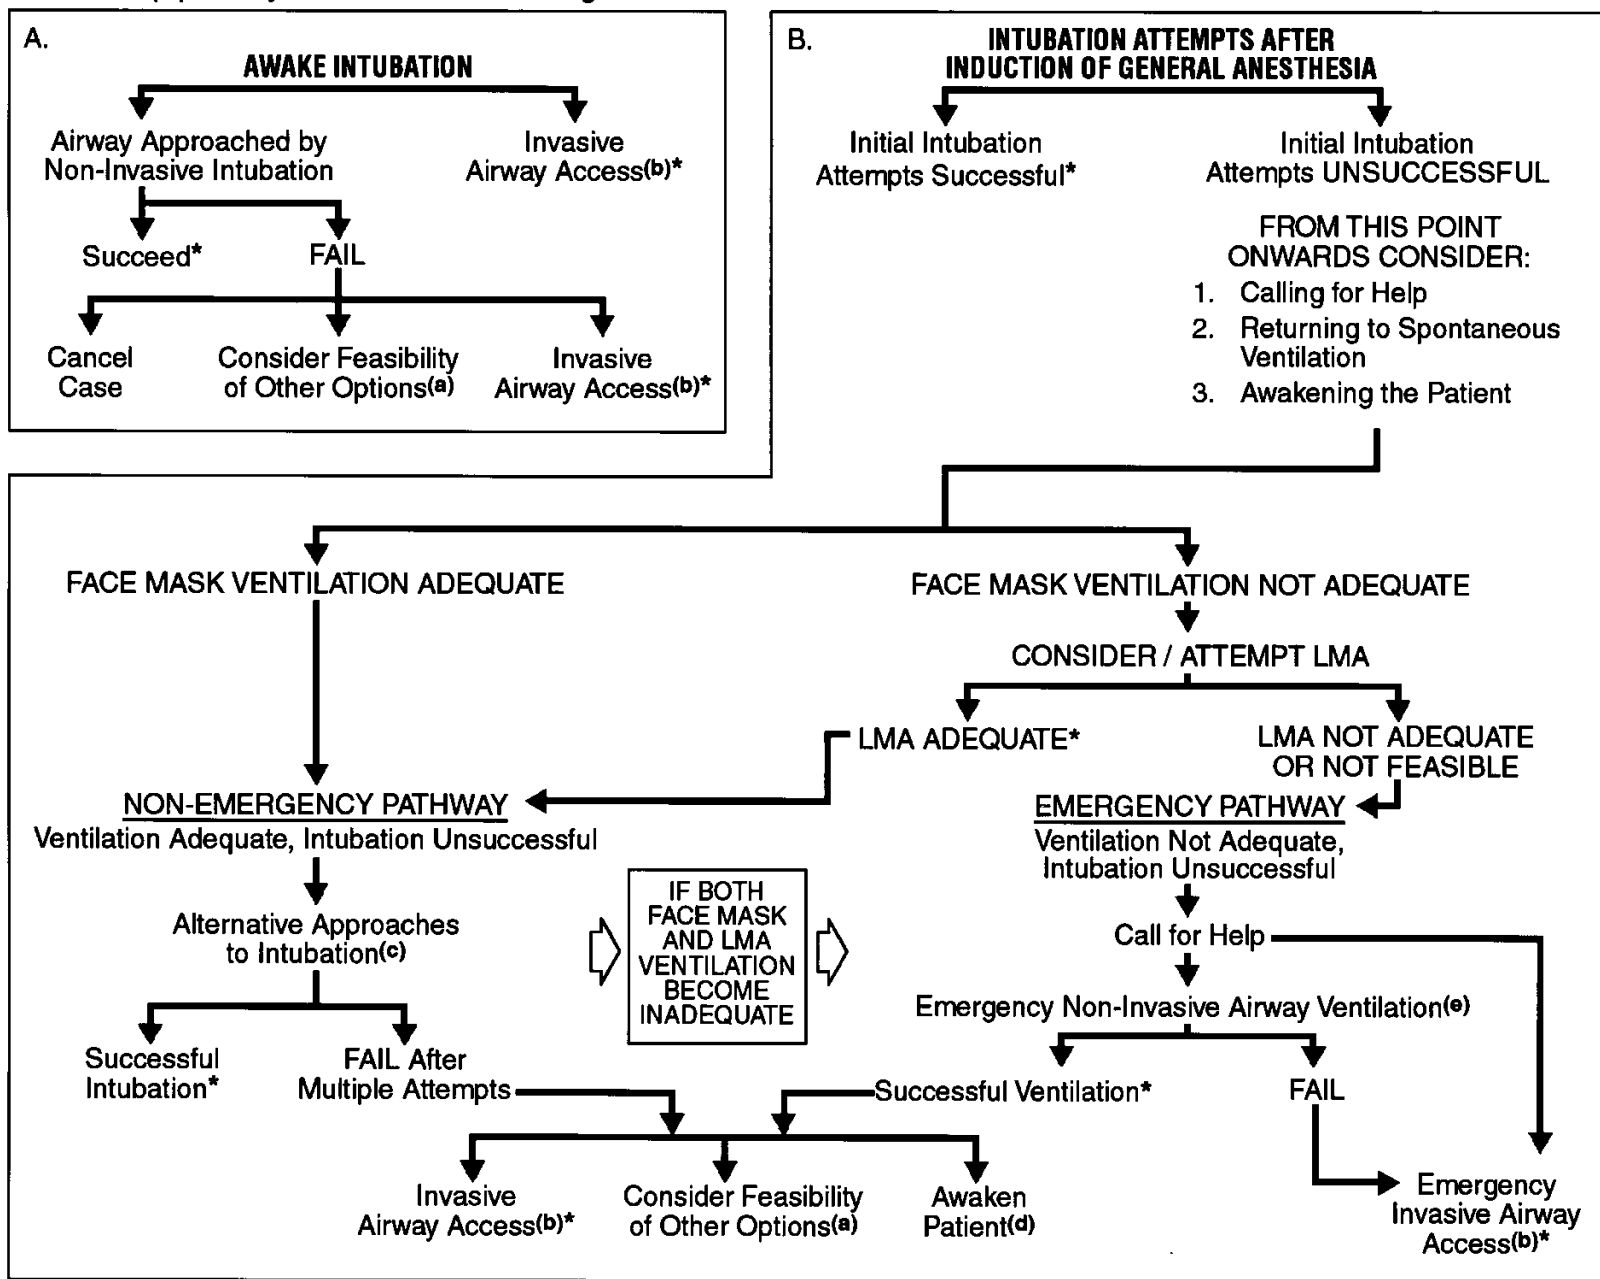 A.
AWAKE INTUBATION
Airway Approached by
Non-Invasive Intubation
Invasive
Airway Access(b)*
Succeed*
FAIL
Cancel
Case
Consider Feasibility
of Other Options(a)
Invasive
Airway Access(b)*
B.
INTUBATION ATTEMPTS AFTER
INDUCTION OF GENERAL ANESTHESIA
Initial Intubation
Attempts Successful*
Initial Intubation
Attempts UNSUCCESSFUL
FROM THIS POINT
ONWARDS CONSIDER:
1. Calling for Help
2. Returning to Spontaneous
Ventilation
3. Awakening the Patient
FACE MASK VENTILATION ADEQUATE
FACE MASK VENTILATION NOT ADEQUATE
CONSIDER / ATTEMPT LMA
LMA ADEQUATE*
LMA NOT ADEQUATE
OR NOT FEASIBLE
NON-EMERGENCY PATHWAY
Ventilation Adequate, Intubation Unsuccessful
EMERGENCY PATHWAY
Ventilation Not Adequate,
Intubation Unsuccessful
Alternative Approaches
to Intubation(c)
IF BOTH
FACE MASK
AND LMA
VENTILATION
BECOME
INADEQUATE
Call for Help
Emergency Non-Invasive Airway Ventilation(e)
Successful
Intubation*
FAIL After
Multiple Attempts
Successful Ventilation*
FAIL
Invasive
Airway Access(b)*
Consider Feasibility
of Other Options(a)
Awaken
Patient(d)
Emergency
Invasive Airway
Access(b)*